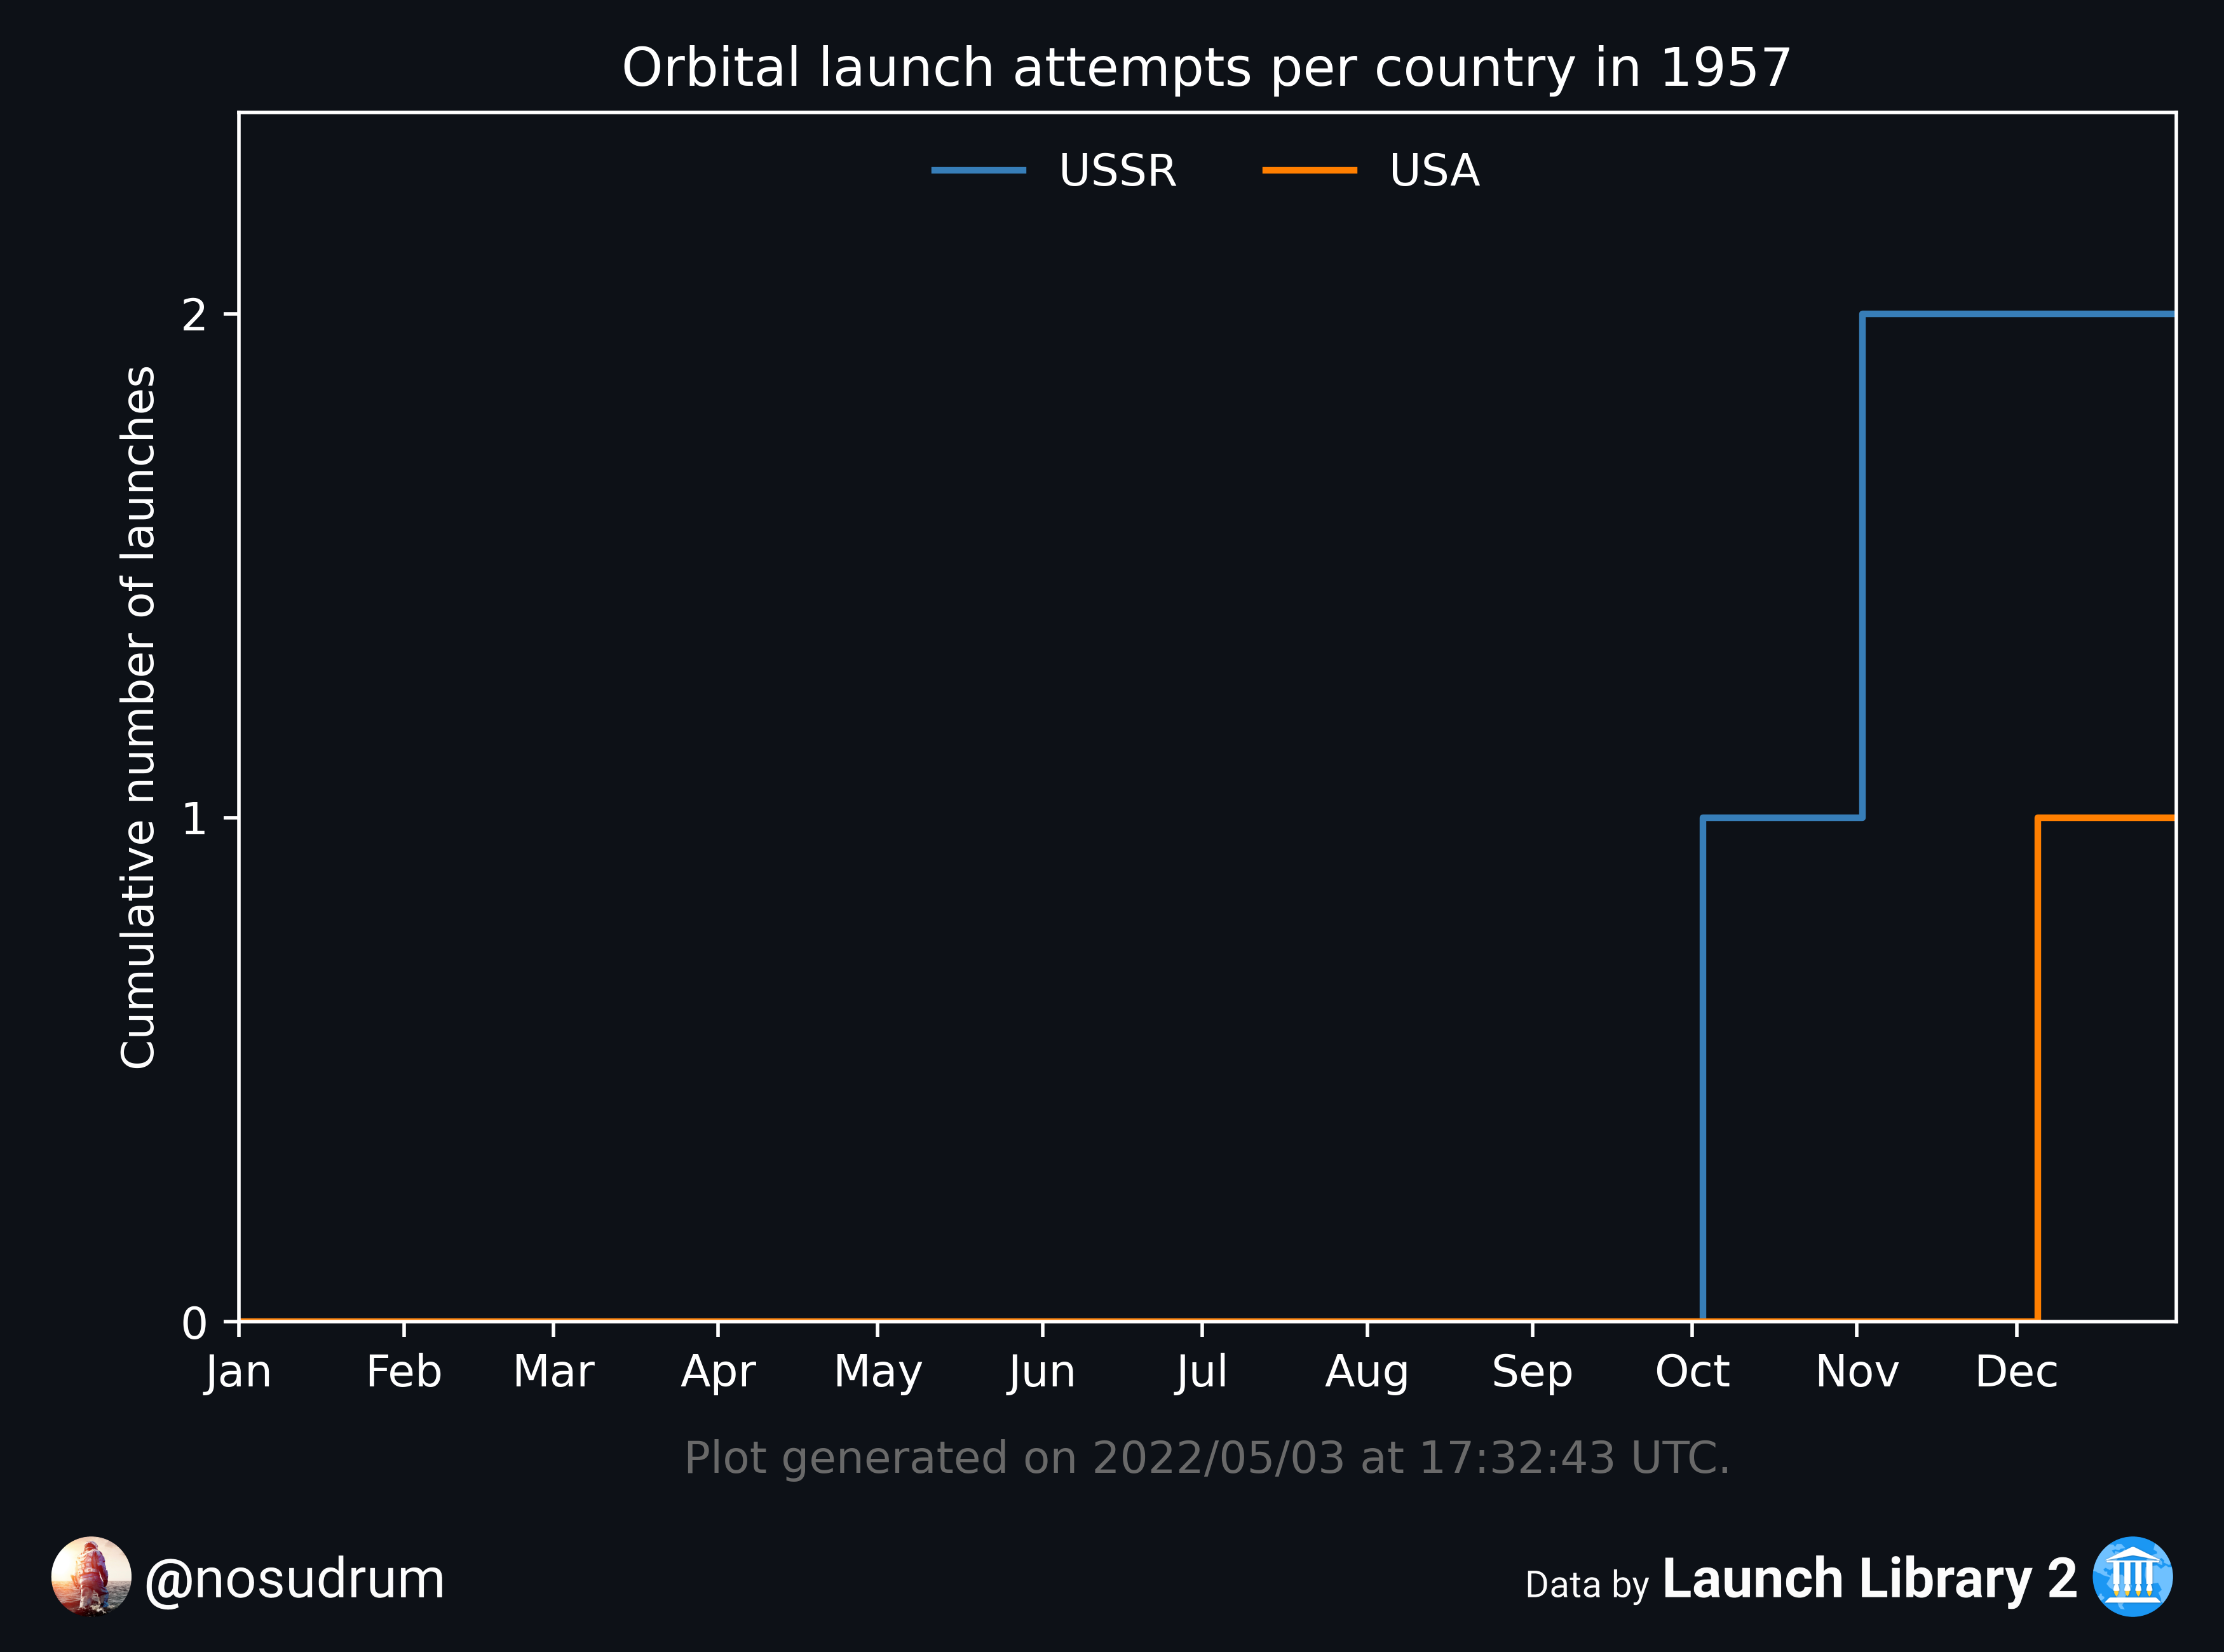 Orbital launch attempts per country in 1957
USSR USA
Cumulative number of launches
2
1
0
Jan Feb Mar Apr May Jun Jul Aug Sep Oct Nov Dec
Plot generated on 2022/05/03 at 17:32:43 UTC.
@nosudrum
Data by Launch Library 2